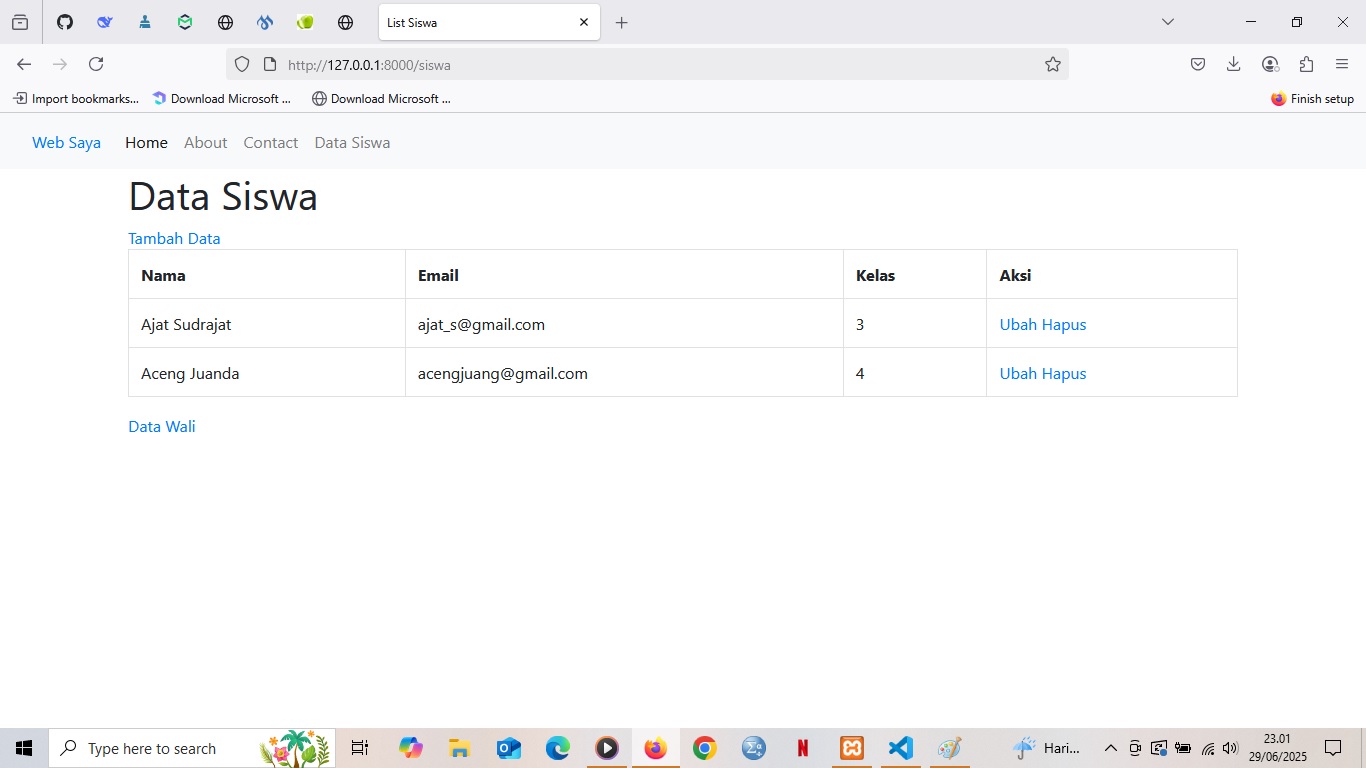 List Siswa
http://127.0.0.1:8000/siswa
Import bookmarks... Download Microsoft ... Download Microsoft ... Finish setup
Web Saya Home About Contact Data Siswa
Data Siswa
Tambah Data
Nama Email Kelas Aksi
Ajat Sudrajat ajat_s@gmail.com 3 Ubah Hapus
Aceng Juanda acengjuang@gmail.com 4 Ubah Hapus
Data Wali
Type here to search Hari... 23.01
29/06/2025